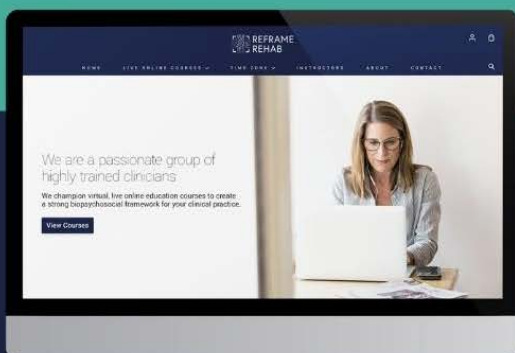 REFRAME
REHAB
HOME LIVE ONLINE COURSES TIME ZONE INSTRUCTORS ABOUT CONTACT
We are a passionate group of
highly trained clinicians
We champion virtual, live online education courses to create
a strong biopsychosocial framework for your clinical practice.
View Courses